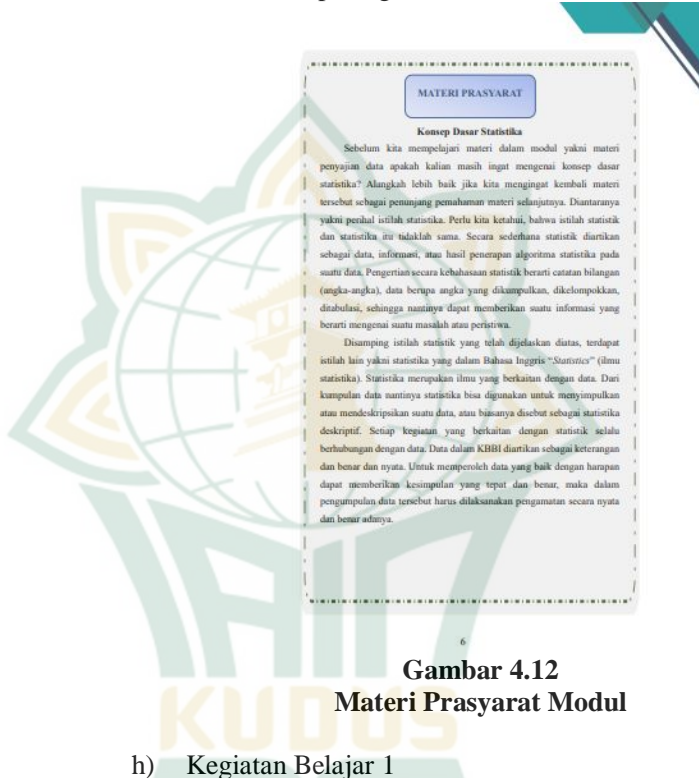 MATERI PRASYARAT
Konsep Dasar Statistika
Sebelum kita mempelajari materi dalam modul yakni materi
penyajian data apakah kalian masih ingat mengenai konsep dasar
statistika? Alangkah lebih baik jika kita mengingat kembali materi
tersebut sebagai penunjang pemahaman materi selanjutnya. Diantaranya
yakni perihal istilah statistika. Perlu kita ketahui, bahwa istilah statistik
dan statistika itu tidaklah sama. Secara sederhana statistik diartikan
sebagai data, informasi, atau hasil penerapan algoritma statistika pada
suatu data. Pengertian secara kebahasaan statistik berarti catatan bilangan
(angka-angka), data berupa angka yang dikumpulkan, dikelompokkan,
ditabulasi, sehingga nantinya dapat memberikan suatu informasi yang
berarti mengenai suatu masalah atau peristiwa.
Disamping istilah statistik yang telah dijelaskan diatas, terdapat
istilah lain yakni statistika yang dalam Bahasa Inggris "Statistics" (ilmu
statistika). Statistika merupakan ilmu yang berkaitan dengan data. Dari
kumpulan data nantinya statistika bisa digunakan untuk menyimpulkan
atau mendeskripsikan suatu data, atau biasanya disebut sebagai statistika
deskriptif. Setiap kegiatan yang berkaitan dengan statistik selalu
berhubungan dengan data. Data dalam KBBI diartikan sebagai keterangan
dan benar dan nyata. Untuk memperoleh data yang baik dengan harapan
dapat memberikan kesimpulan yang tepat dan benar, maka dalam
pengumpulan data tersebut harus dilaksanakan pengamatan secara nyata
dan benar adanya.
6
Gambar 4.12
Materi Prasyarat Modul
KUDUS
h) Kegiatan Belajar 1